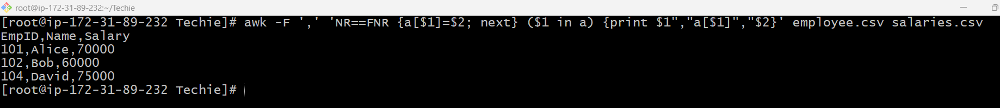 root@ip-172-31-89-232:~/Techie
[root@ip-172-31-89-232 Techie]# awk -F ',' 'NR==FNR {a[$1]=$2; next} ($1 in a) {print $1","a[$1]","$2}' employee.csv salaries.csv
EmpID,Name,Salary
101,Alice,70000
102,Bob,60000
104,David,75000
[root@ip-172-31-89-232 Techie]#